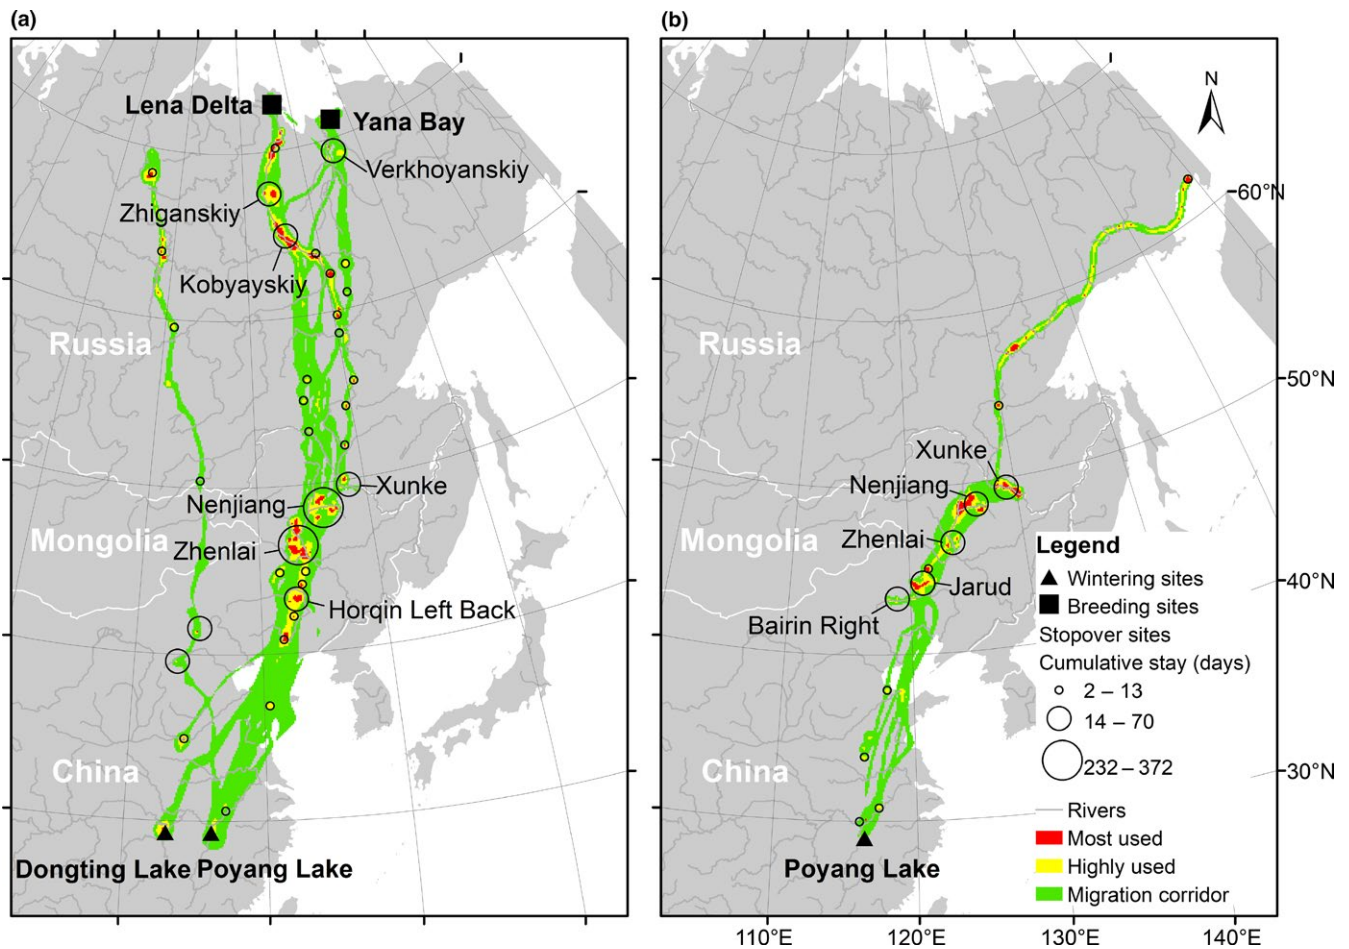 (a)
Lena Delta
Yana Bay
Verkhoyanskiy
Zhiganskiy
Kobyayskiy
Russia
Xunke
Nenjiang
Mongolia
Zhenlai
Horqin Left Back
China
Dongting Lake
Poyang Lake
(b)
N
60°N
Russia
50°N
Xunke
Nenjiang
Mongolia
Zhenlai
Jarud
Bairin Right
40°N
China
30°N
Poyang Lake
Legend
Wintering sites
Breeding sites
Stopover sites
Cumulative stay (days)
2 – 13
14 – 70
232 – 372
Rivers
Most used
Highly used
Migration corridor
110°E
120°E
130°E
140°E